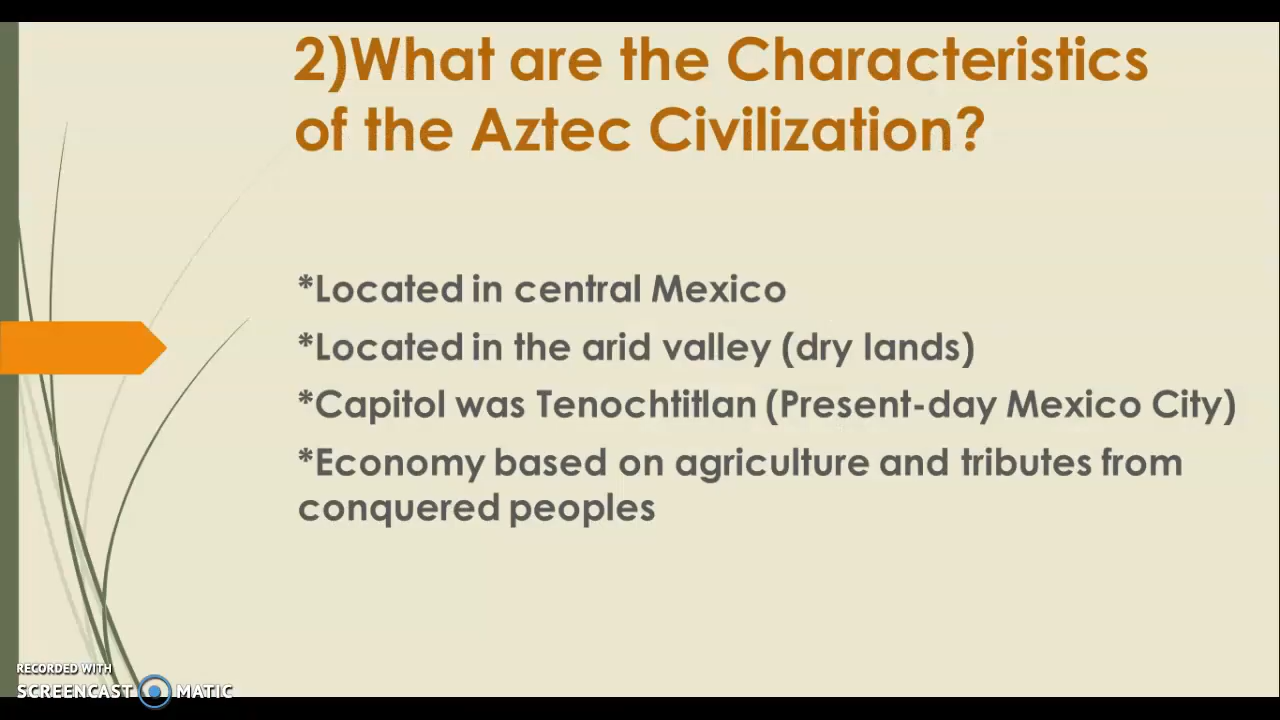 2)What are the Characteristics
of the Aztec Civilization?
*Located in central Mexico
*Located in the arid valley (dry lands)
*Capitol was Tenochtitlan (Present-day Mexico City)
*Economy based on agriculture and tributes from
conquered peoples
RECORDED WITH
SCREENCAST MATIC